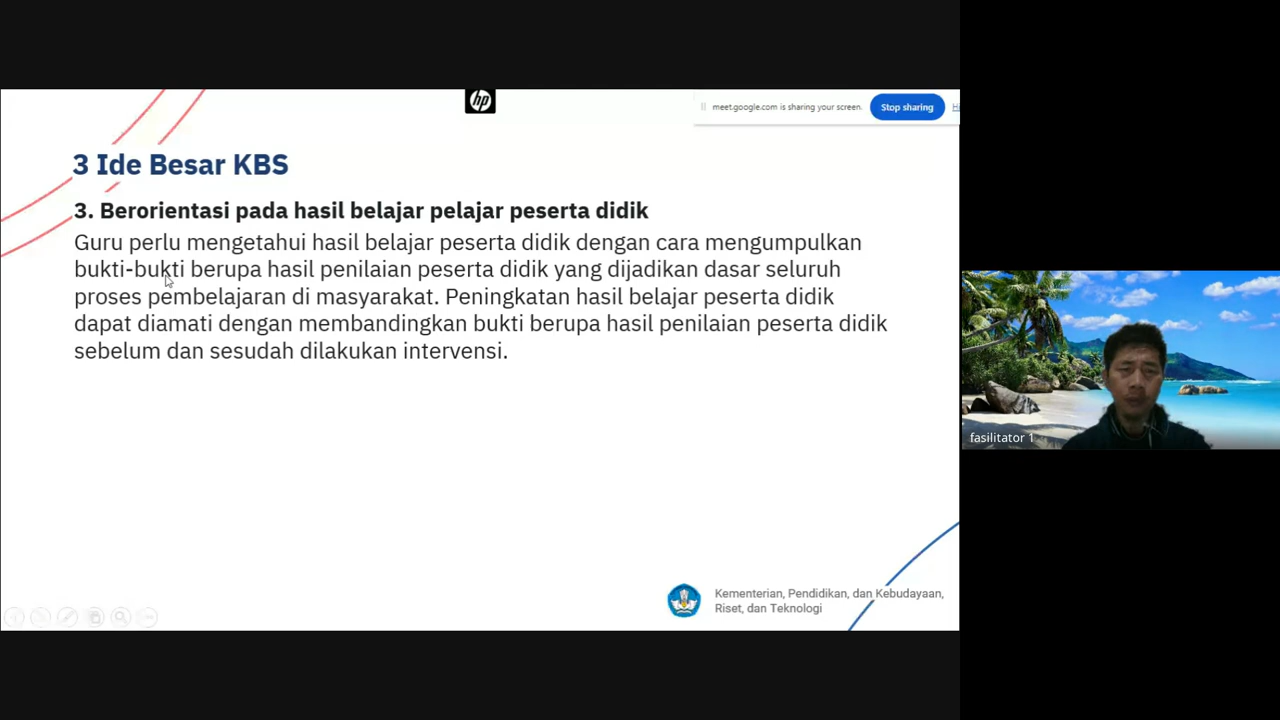 hp
meet.google.com is sharing your screen.
Stop sharing
3 Ide Besar KBS
3. Berorientasi pada hasil belajar pelajar peserta didik
Guru perlu mengetahui hasil belajar peserta didik dengan cara mengumpulkan
bukti-bukti berupa hasil penilaian peserta didik yang dijadikan dasar seluruh
proses pembelajaran di masyarakat. Peningkatan hasil belajar peserta didik
dapat diamati dengan membandingkan bukti berupa hasil penilaian peserta didik
sebelum dan sesudah dilakukan intervensi.
fasilitator 1
Kementerian, Pendidikan, dan Kebudayaan,
Riset, dan Teknologi